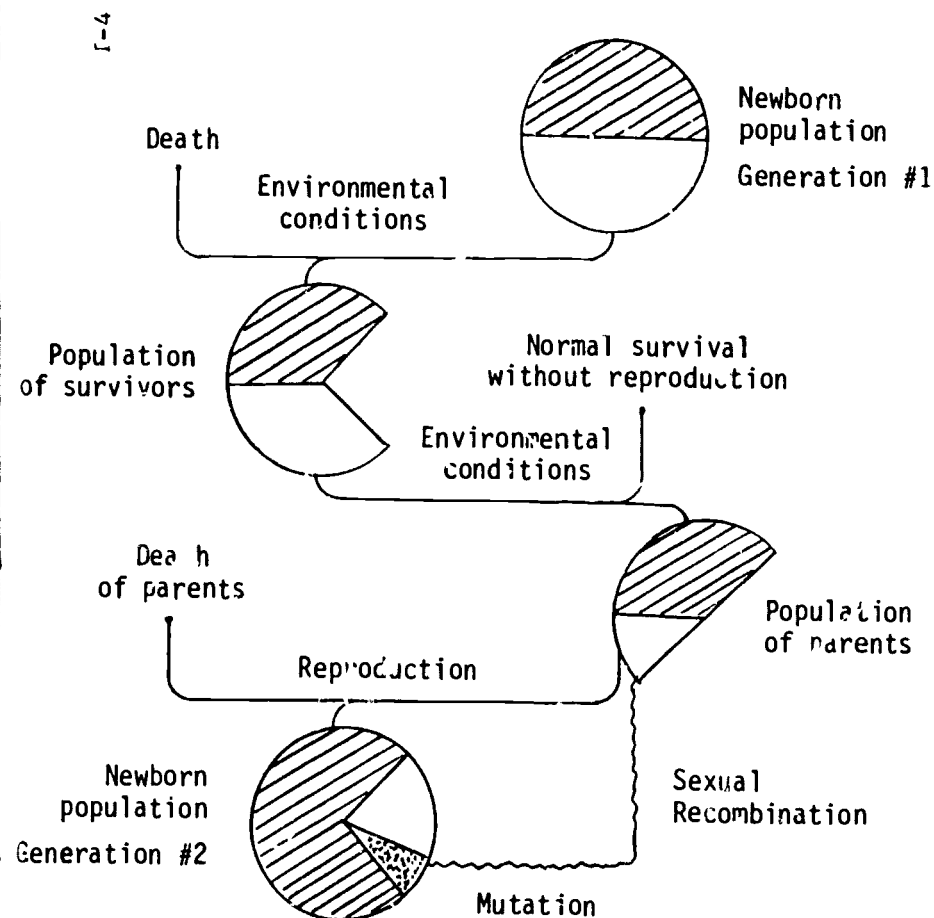 I-4
Newborn
population
Generation #1
Death
Environmental
conditions
Population
of survivors
Normal survival
without reproduction
Environmental
conditions
Death
of parents
Population
of parents
Reproduction
Newborn
population
Generation #2
Sexual
Recombination
Mutation